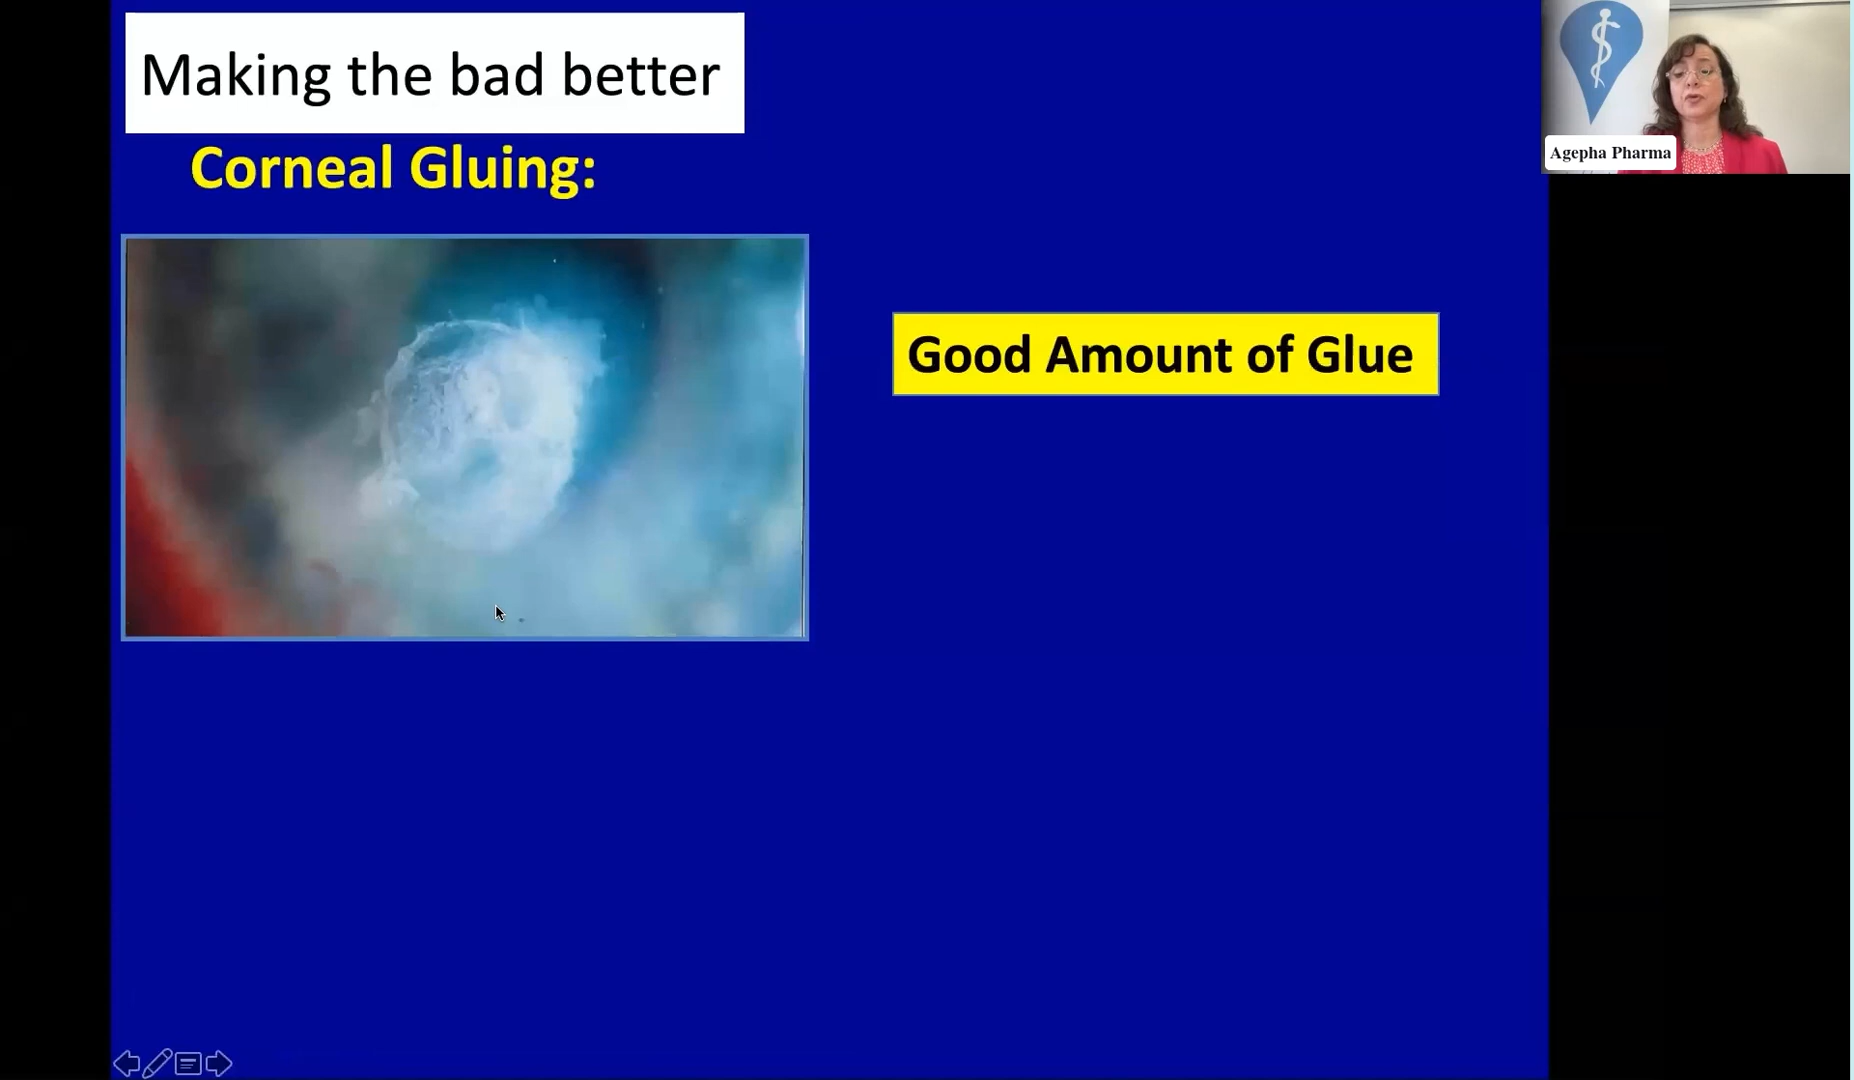 Making the bad better
Corneal Gluing:
Good Amount of Glue
Agepha Pharma